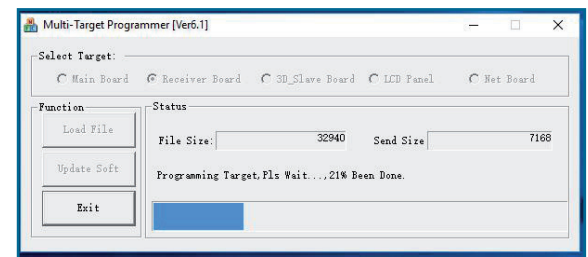 Multi-Target Programmer [Ver6.1]
Select Target:
Main Board Receiver Board 3D_Slave Board LCD Panel Net Board
Function
Load File
Update Soft
Exit
Status
File Size: 32940 Send Size 7168
Programming Target,Pls Wait...,21% Been Done.